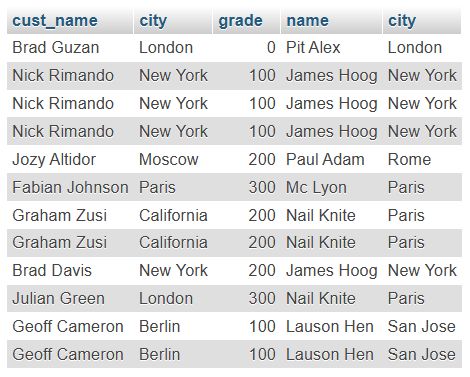 cust_name city grade name city
Brad Guzan London 0 Pit Alex London
Nick Rimando New York 100 James Hoog New York
Nick Rimando New York 100 James Hoog New York
Nick Rimando New York 100 James Hoog New York
Jozy Altidor Moscow 200 Paul Adam Rome
Fabian Johnson Paris 300 Mc Lyon Paris
Graham Zusi California 200 Nail Knite Paris
Graham Zusi California 200 Nail Knite Paris
Brad Davis New York 200 James Hoog New York
Julian Green London 300 Nail Knite Paris
Geoff Cameron Berlin 100 Lauson Hen San Jose
Geoff Cameron Berlin 100 Lauson Hen San Jose